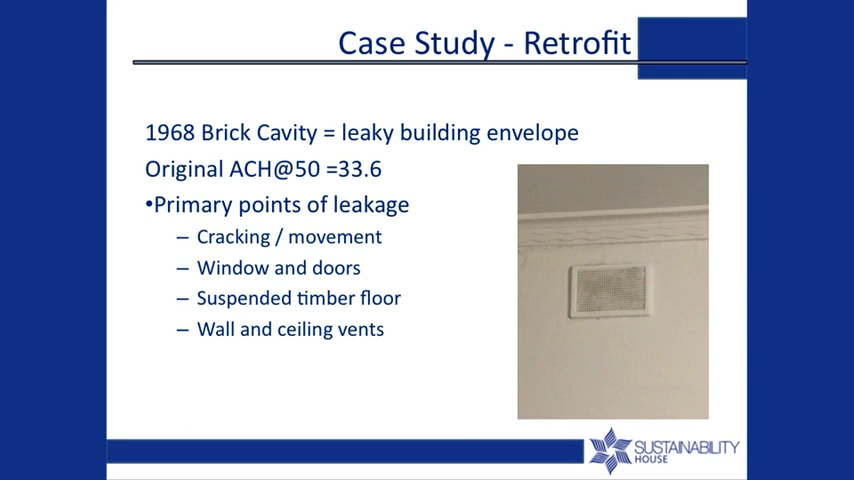 Case Study - Retrofit
1968 Brick Cavity = leaky building envelope
Original ACH@50 =33.6
•Primary points of leakage
– Cracking / movement
– Window and doors
– Suspended timber floor
– Wall and ceiling vents
SUSTAINABILITY
HOUSE